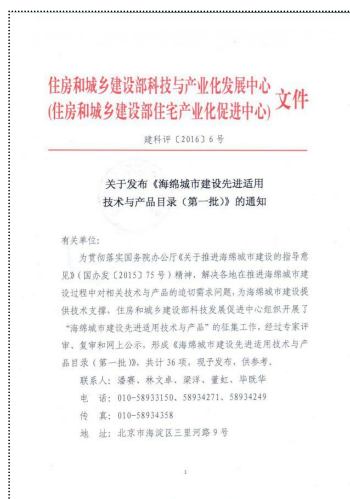 住房和城乡建设部科技与产业化发展中心
(住房和城乡建设部住宅产业化促进中心)
文件
建科评〔2016〕6号
关于发布《海绵城市建设先进适用
技术与产品目录（第一批）》的通知
有关单位：
为贯彻落实国务院办公厅《关于推进海绵城市建设的指导意
见》（国办发〔2015〕75号）精神，解决各地在推进海绵城市建
设过程中对相关技术与产品的迫切需求问题，为海绵城市建设提
供技术支撑，住房和城乡建设部科技发展促进中心组织开展了
“海绵城市建设先进适用技术与产品”的征集工作，经过专家评
审、复审和网上公示，形成《海绵城市建设先进适用技术与产
品目录（第一批）》，共计36项，现予发布，供参考。
联系人：潘赛、林文卓、梁洋、董虹、毕既华
电 话：010-58933150、58934271、58934249
传 真：010-58934358
地 址：北京市海淀区三里河路9号
1